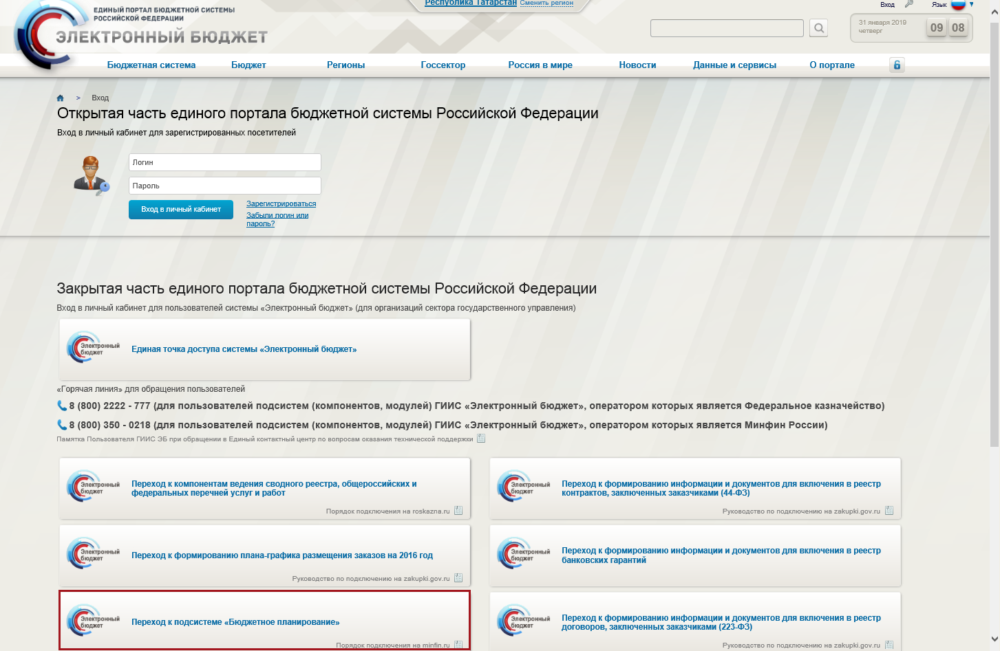 Республика Татарстан Сменить регион
Вход
Язык
ЕДИНЫЙ ПОРТАЛ БЮДЖЕТНОЙ СИСТЕМЫ
РОССИЙСКОЙ ФЕДЕРАЦИИ
ЭЛЕКТРОННЫЙ БЮДЖЕТ
31 января 2019
четверг
09 08
Бюджетная система Бюджет Регионы Госсектор Россия в мире Новости Данные и сервисы О портале
> Вход
Открытая часть единого портала бюджетной системы Российской Федерации
Вход в личный кабинет для зарегистрированных посетителей
Логин
Пароль
Вход в личный кабинет
Зарегистрироваться
Забыли логин или
пароль?
Закрытая часть единого портала бюджетной системы Российской Федерации
Вход в личный кабинет для пользователей системы «Электронный бюджет» (для организаций сектора государственного управления)
Электронный
бюджет
Единая точка доступа системы «Электронный бюджет»
«Горячая линия» для обращения пользователей
8 (800) 2222 - 777 (для пользователей подсистем (компонентов, модулей) ГИИС «Электронный бюджет», оператором которых является Федеральное казначейство)
8 (800) 350 - 0218 (для пользователей подсистем (компонентов, модулей) ГИИС «Электронный бюджет», оператором которых является Минфин России)
Памятка Пользователя ГИИС ЭБ при обращении в Единый контактный центр по вопросам оказания технической поддержки
Электронный
бюджет
Переход к компонентам ведения сводного реестра, общероссийских и
федеральных перечней услуг и работ
Порядок подключения на roskazna.ru
Электронный
бюджет
Переход к формированию информации и документов для включения в реестр
контрактов, заключенных заказчиками (44-ФЗ)
Руководство по подключению на zakupki.gov.ru
Электронный
бюджет
Переход к формированию плана-графика размещения заказов на 2016 год
Руководство по подключению на zakupki.gov.ru
Электронный
бюджет
Переход к формированию информации и документов для включения в реестр
банковских гарантий
Электронный
бюджет
Переход к подсистеме «Бюджетное планирование»
Порядок подключения на minfin.ru
Электронный
бюджет
Переход к формированию информации и документов для включения в реестр
договоров, заключенных заказчиками (223-ФЗ)
Руководство по подключению на zakupki.gov.ru